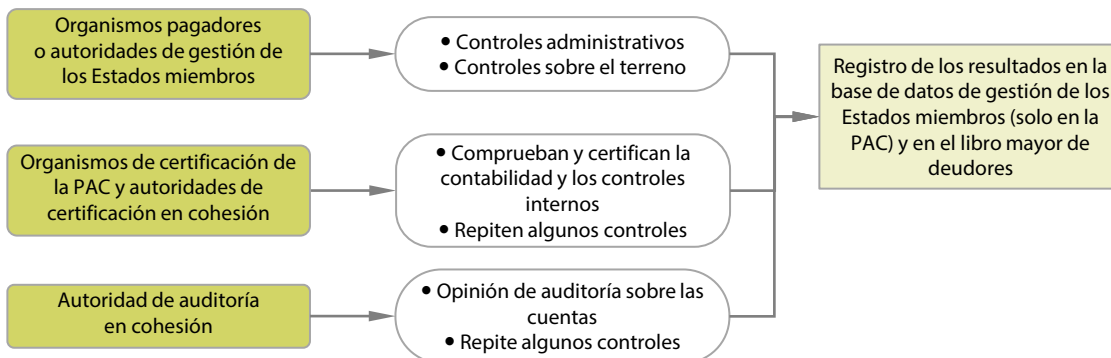 Organismos pagadores
o autoridades de gestión de
los Estados miembros
• Controles administrativos
• Controles sobre el terreno
Organismos de certificación de
la PAC y autoridades de
certificación en cohesión
• Comprueban y certifican la
contabilidad y los controles
internos
• Repiten algunos controles
Autoridad de auditoría
en cohesión
• Opinión de auditoría sobre las
cuentas
• Repite algunos controles
Registro de los resultados en la
base de datos de gestión de los
Estados miembros (solo en la
PAC) y en el libro mayor de
deudores